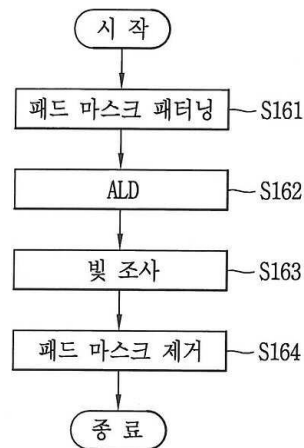 시 작
패드 마스크 패터닝 S161
ALD S162
빛 조사 S163
패드 마스크 제거 S164
종 료